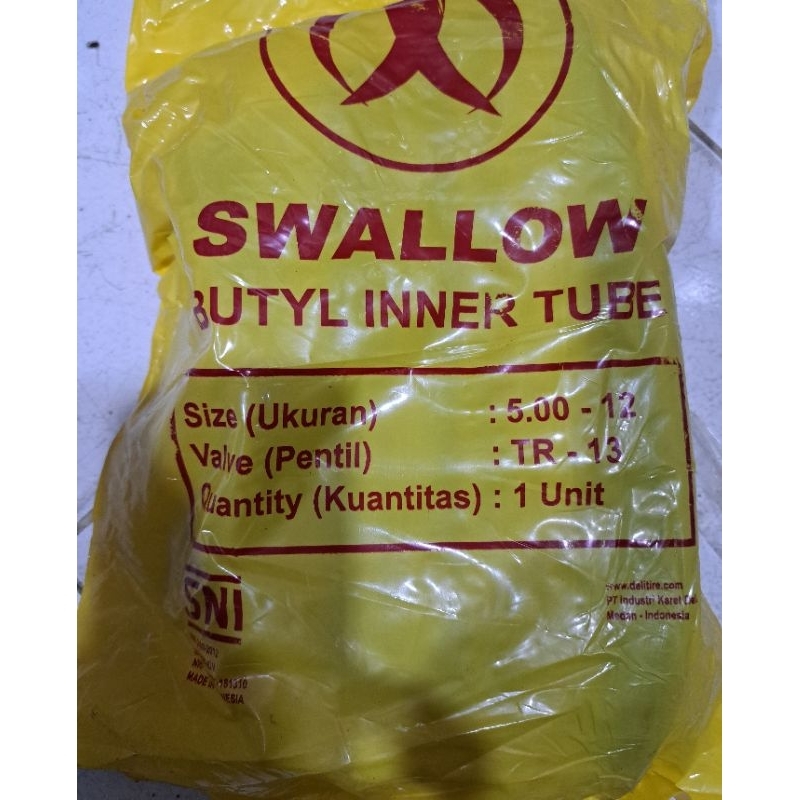 SWALLOW
BUTYL INNER TUBE
Size (Ukuran) : 5.00 - 12
Valve (Pentil) : TR - 13
Quantity (Kuantitas) : 1 Unit
SNI
www.delitire.com
PT Industri Karet
Medan - Indonesia
MADE